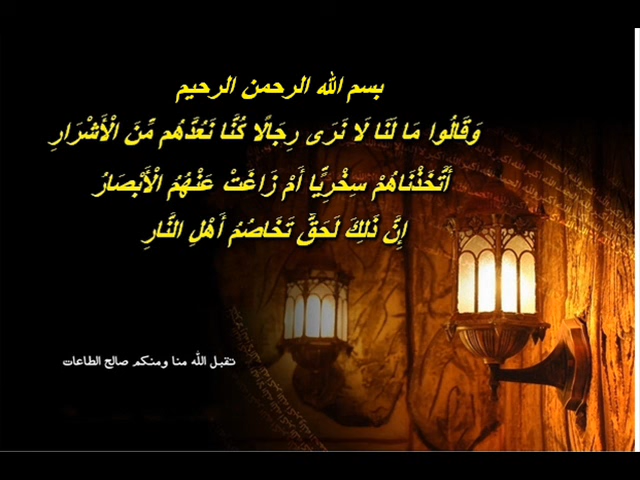 بسم الله الرحمن الرحيم
وَقَالُوا مَا لَنَا لَا نَرَى رِجَالًا كُنَّا نَعُدُّهُم مِّنَ الْأَشْرَارِ
أَتَّخَذْنَاهُمْ سِخْرِيًّا أَمْ زَاغَتْ عَنْهُمُ الْأَبْصَارُ
إِنَّ ذَلِكَ لَحَقٌّ تَخَاصُمُ أَهْلِ النَّارِ
تقبل الله منا ومنكم صالح الطاعات